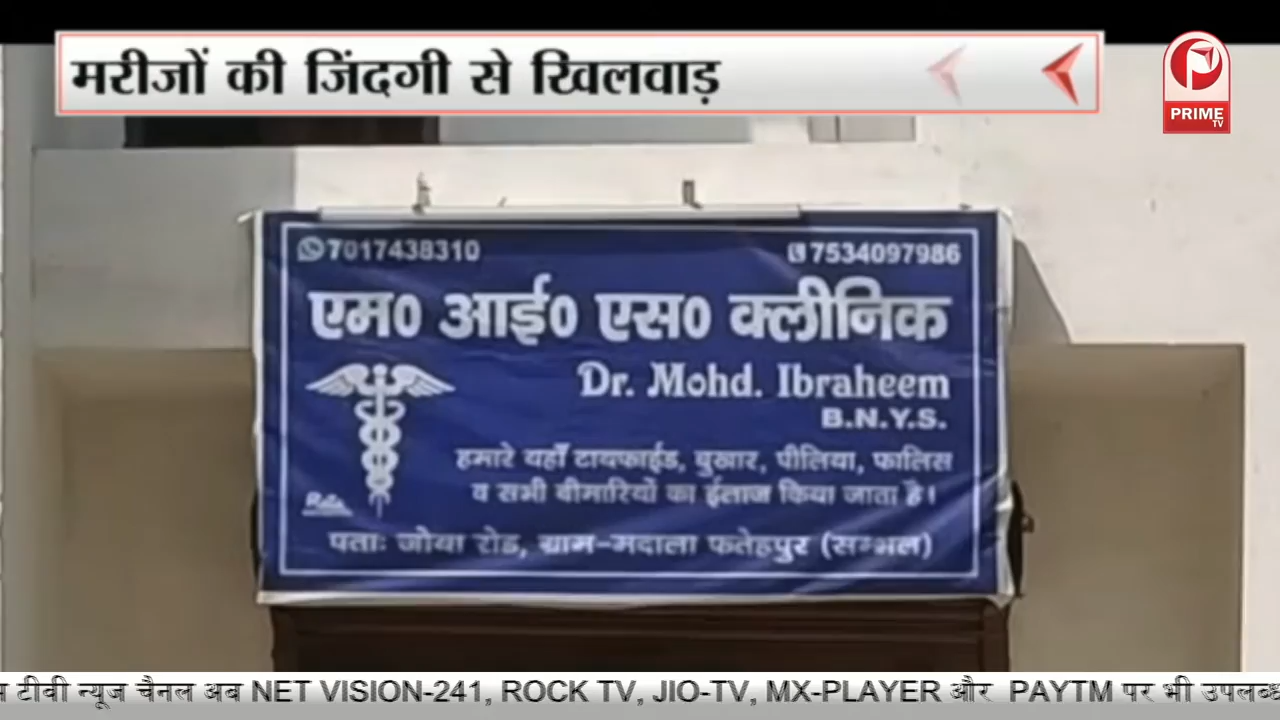 मरीजों की जिंदगी से खिलवाड़
PRIME
TV
7017438310
7534097986
एम० आई० एस० क्लीनिक
Dr. Mohd. Ibraheem
B.N.Y.S.
हमारे यहाँ टायफाईड, बुखार, पीलिया, फालिस
व सभी बीमारियों का ईलाज किया जाता है।
पताः जोया रोड, ग्राम-मदाला फतेहपुर (सम्भल)
टीवी न्यूज चैनल अब NET VISION-241, ROCK TV, JIO-TV, MX-PLAYER और PAYTM पर भी उपलब्ध